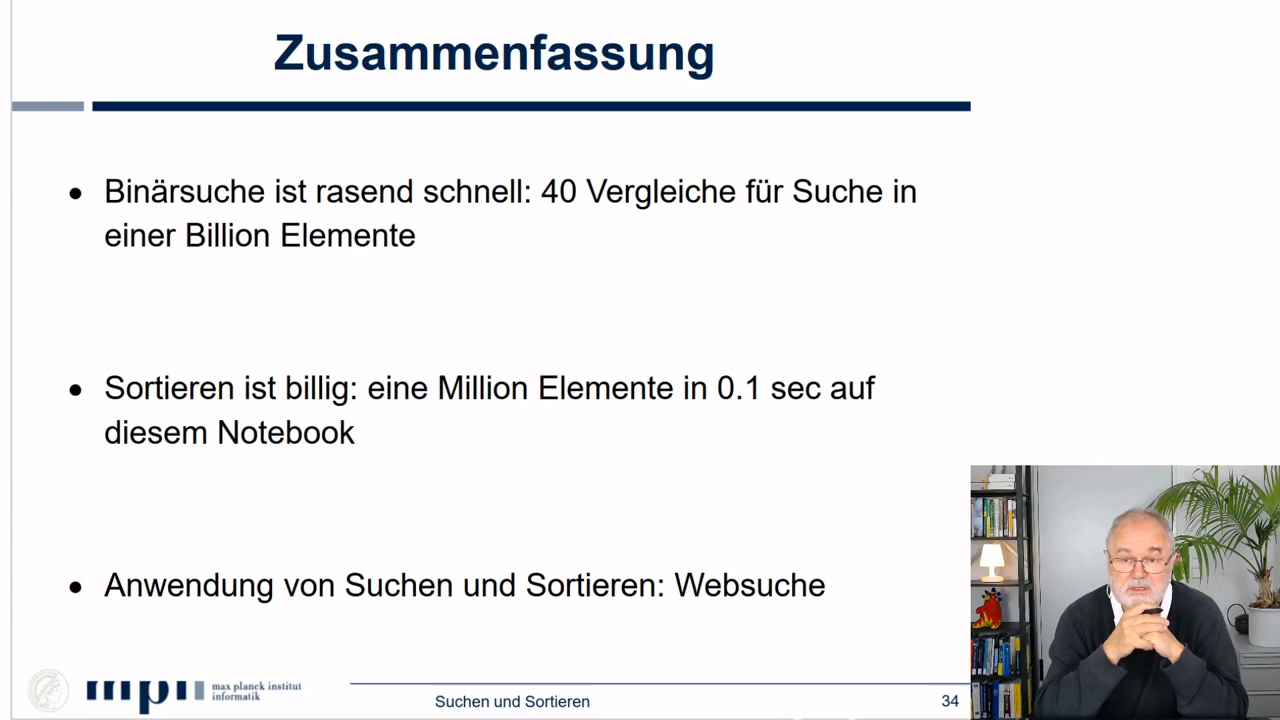 Zusammenfassung
• Binärsuche ist rasend schnell: 40 Vergleiche für Suche in
einer Billion Elemente
• Sortieren ist billig: eine Million Elemente in 0.1 sec auf
diesem Notebook
• Anwendung von Suchen und Sortieren: Websuche
mpi max planck institut
informatik
Suchen und Sortieren
34